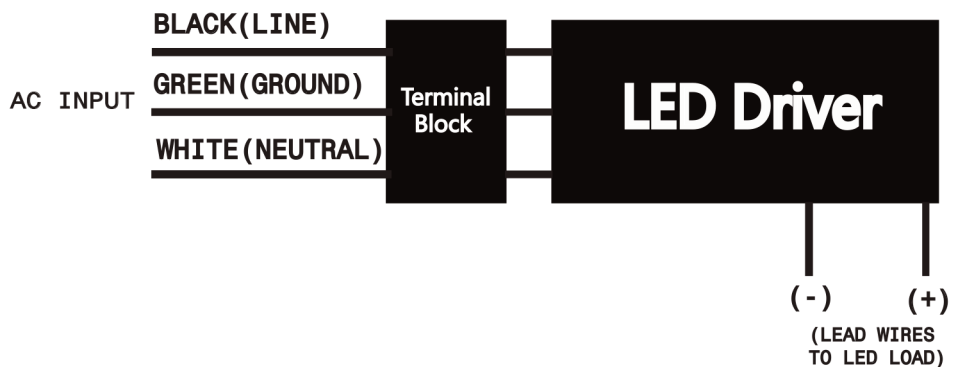 BLACK(LINE)
AC INPUT
GREEN(GROUND)
WHITE(NEUTRAL)
Terminal
Block
LED Driver
(-)
(+)
(LEAD WIRES
TO LED LOAD)